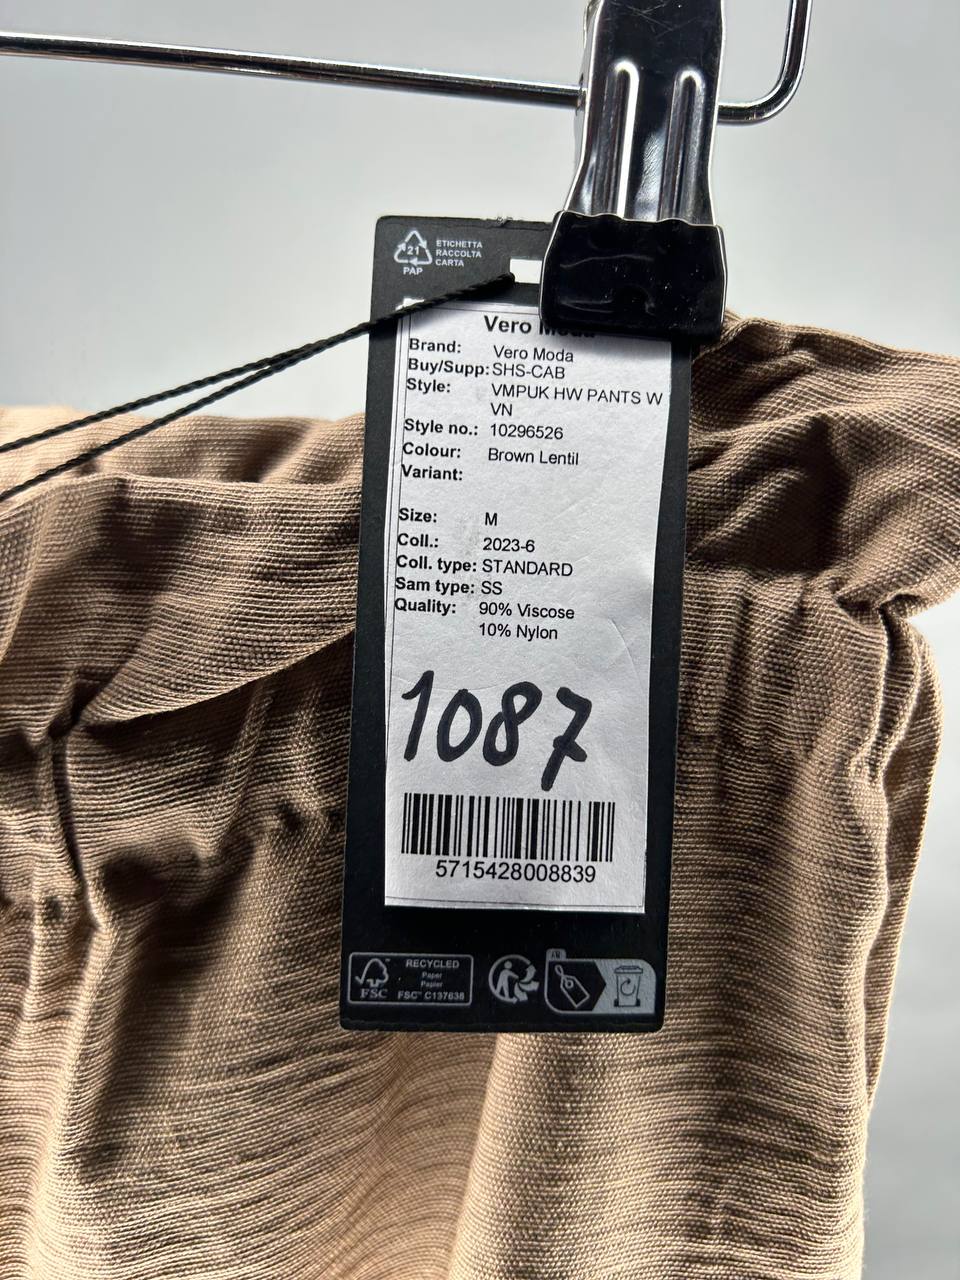 21
PAP
ETICHETTA
RACCOLTA
CARTA
Vero Moda
Brand: Vero Moda
Buy/Supp: SHS-CAB
Style: VMPUK HW PANTS W
VN
Style no.: 10296526
Colour: Brown Lentil
Variant:
Size: M
Coll.: 2023-6
Coll. type: STANDARD
Sam type: SS
Quality: 90% Viscose
10% Nylon
1087
5715428008839
FSC
RECYCLED
Paper
Papier
FSC™ C137638